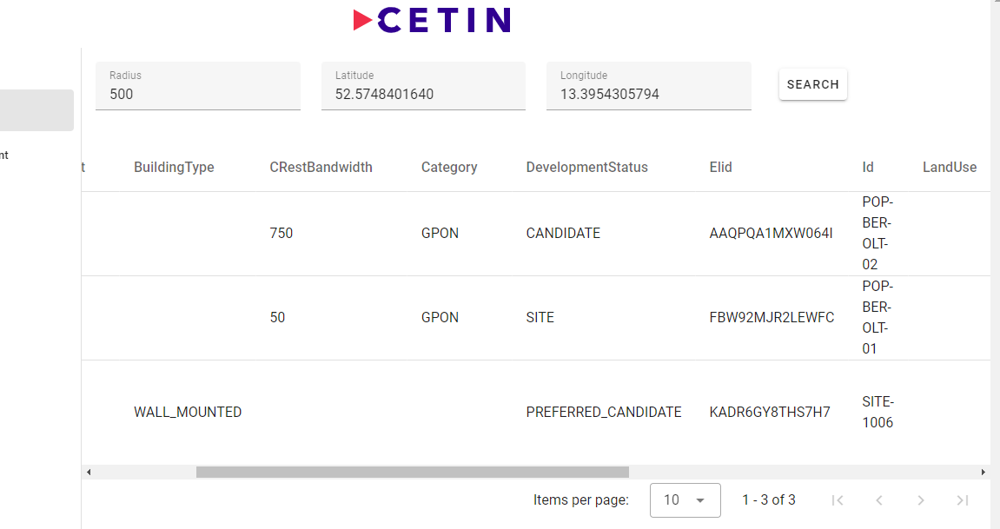 CETIN
Radius
500
Latitude
52.5748401640
Longitude
13.3954305794
SEARCH
nt
t BuildingType CRestBandwidth Category DevelopmentStatus Elid Id LandUse
750 GPON CANDIDATE AAQPQA1MXW064I POP-
BER-
OLT-
02
50 GPON SITE FBW92MJR2LEWFC POP-
BER-
OLT-
01
WALL_MOUNTED PREFERRED_CANDIDATE KADR6GY8THS7H7 SITE-
1006
Items per page: 10 1 - 3 of 3